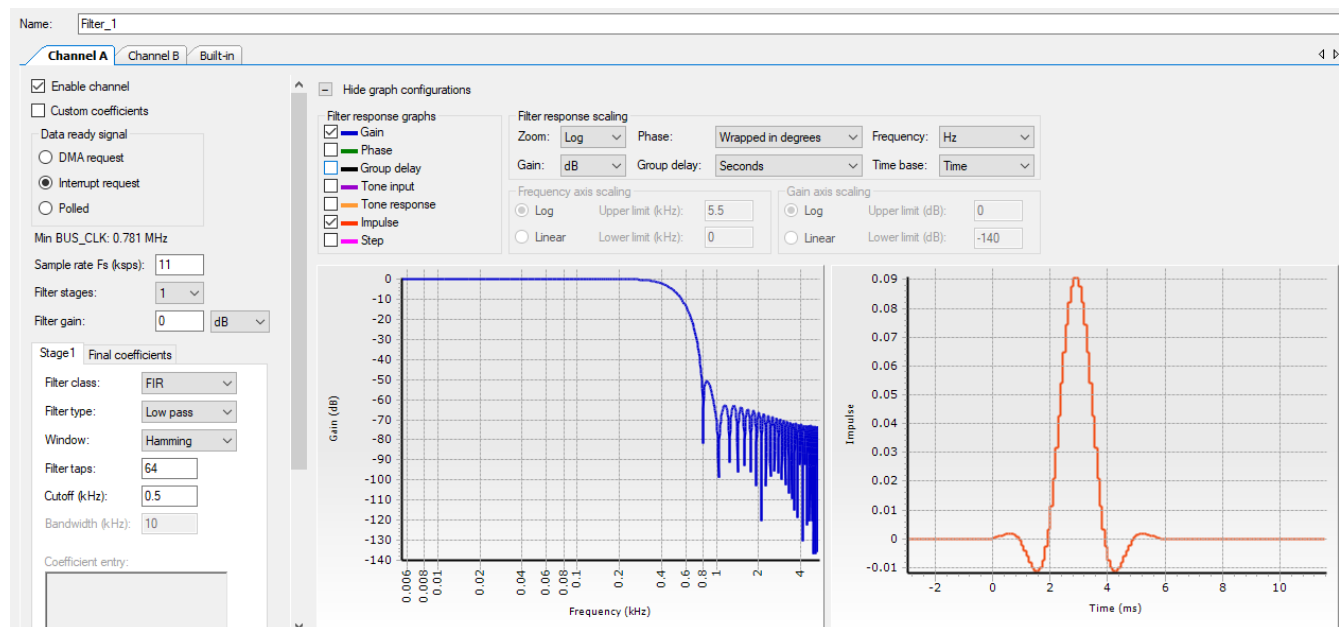 Name: Filter_1
Channel A Channel B Built-in
Enable channel
Custom coefficients
Data ready signal
DMA request
Interrupt request
Polled
Min BUS_CLK: 0.781 MHz
Sample rate Fs (ksps): 11
Filter stages: 1
Filter gain: 0 dB
Stage1 Final coefficients
Filter class: FIR
Filter type: Low pass
Window: Hamming
Filter taps: 64
Cutoff (kHz): 0.5
Bandwidth (kHz): 10
Coefficient entry:
Hide graph configurations
Filter response graphs
Gain
Phase
Group delay
Tone input
Tone response
Impulse
Step
Filter response scaling
Zoom: Log Phase: Wrapped in degrees Frequency: Hz
Gain: dB Group delay: Seconds Time base: Time
Frequency axis scaling
Log Upper limit (kHz): 5.5
Linear Lower limit (kHz): 0
Gain axis scaling
Log Upper limit (dB): 0
Linear Lower limit (dB): -140
Gain (dB)
0
-10
-20
-30
-40
-50
-60
-70
-80
-90
-100
-110
-120
-130
-140
0.006 0.008 0.01 0.02 0.04 0.06 0.08 0.1 0.2 0.4 0.6 0.8 1 2 4
Frequency (kHz)
Impulse
0.09
0.08
0.07
0.06
0.05
0.04
0.03
0.02
0.01
0
-0.01
-2 0 2 4 6 8 10
Time (ms)